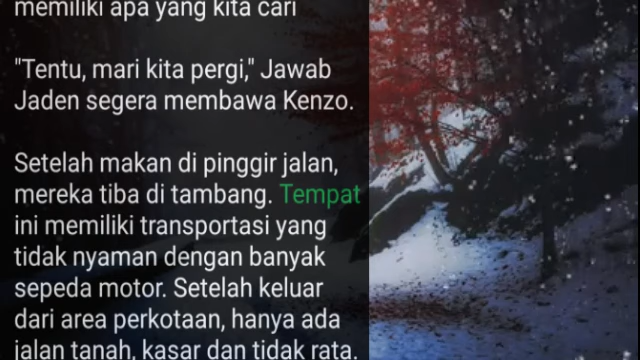 memiliki apa yang kita cari
"Tentu, mari kita pergi," Jawab
Jaden segera membawa Kenzo.
Setelah makan di pinggir jalan,
mereka tiba di tambang. Tempat
ini memiliki transportasi yang
tidak nyaman dengan banyak
sepeda motor. Setelah keluar
dari area perkotaan, hanya ada
jalan tanah, kasar dan tidak rata.